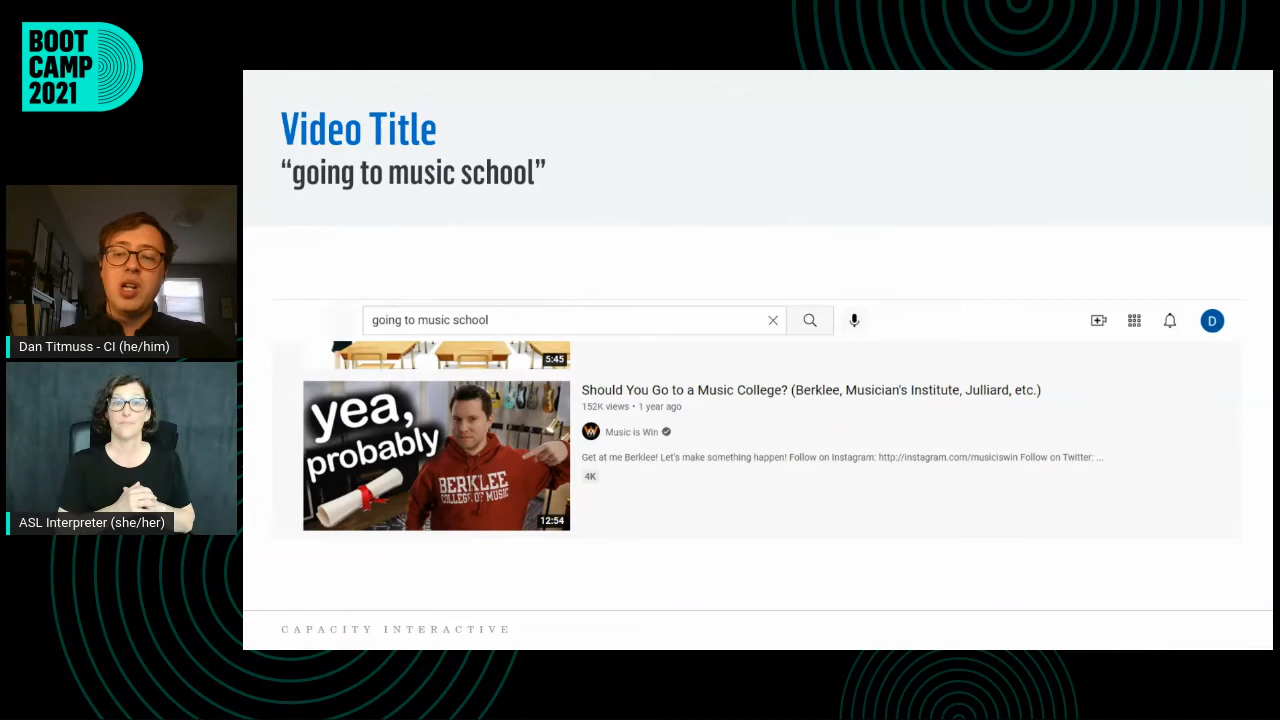 BOOT
CAMP
2021
Video Title
“going to music school”
Dan Titmuss - CI (he/him)
ASL Interpreter (she/her)
going to music school
D
5:45
yea,
probably
BERKLEE
COLLEGE OF MUSIC
12:54
Should You Go to a Music College? (Berklee, Musician's Institute, Julliard, etc.)
152K views • 1 year ago
Music is Win
Get at me Berklee! Let's make something happen! Follow on Instagram: http://instagram.com/musiciswin Follow on Twitter: ...
4K
CAPACITY INTERACTIVE